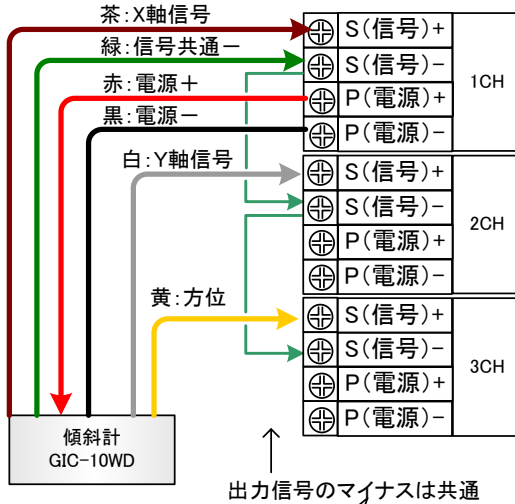 茶:X軸信号
緑:信号共通－
赤:電源＋
黒:電源－
白:Y軸信号
黄:方位
S(信号)+
S(信号)-
P(電源)+
P(電源)-
1CH
S(信号)+
S(信号)-
P(電源)+
P(電源)-
2CH
S(信号)+
S(信号)-
P(電源)+
P(電源)-
3CH
傾斜計
GIC-10WD
出力信号のマイナスは共通